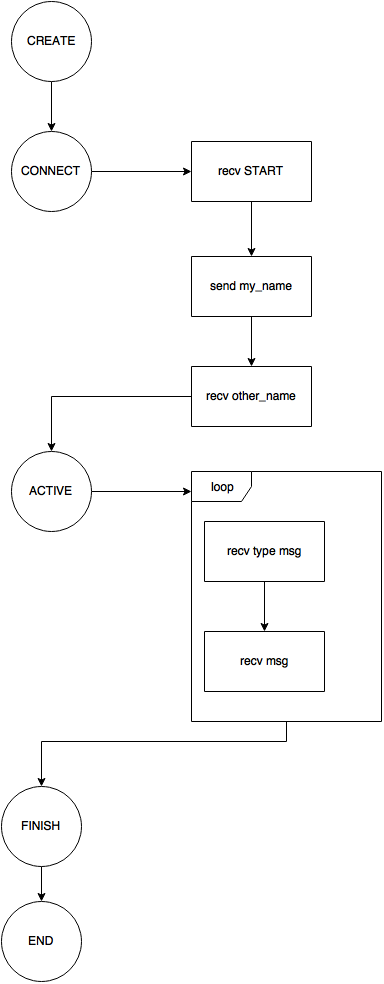 CREATE
CONNECT
recv START
send my_name
recv other_name
ACTIVE
loop
recv type msg
recv msg
FINISH
END